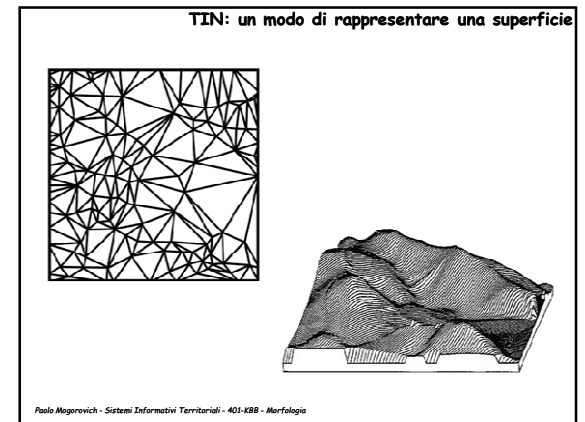 TIN: un modo di rappresentare una superficie
Paolo Mogorovich - Sistemi Informativi Territoriali - 401-KBB - Morfologia